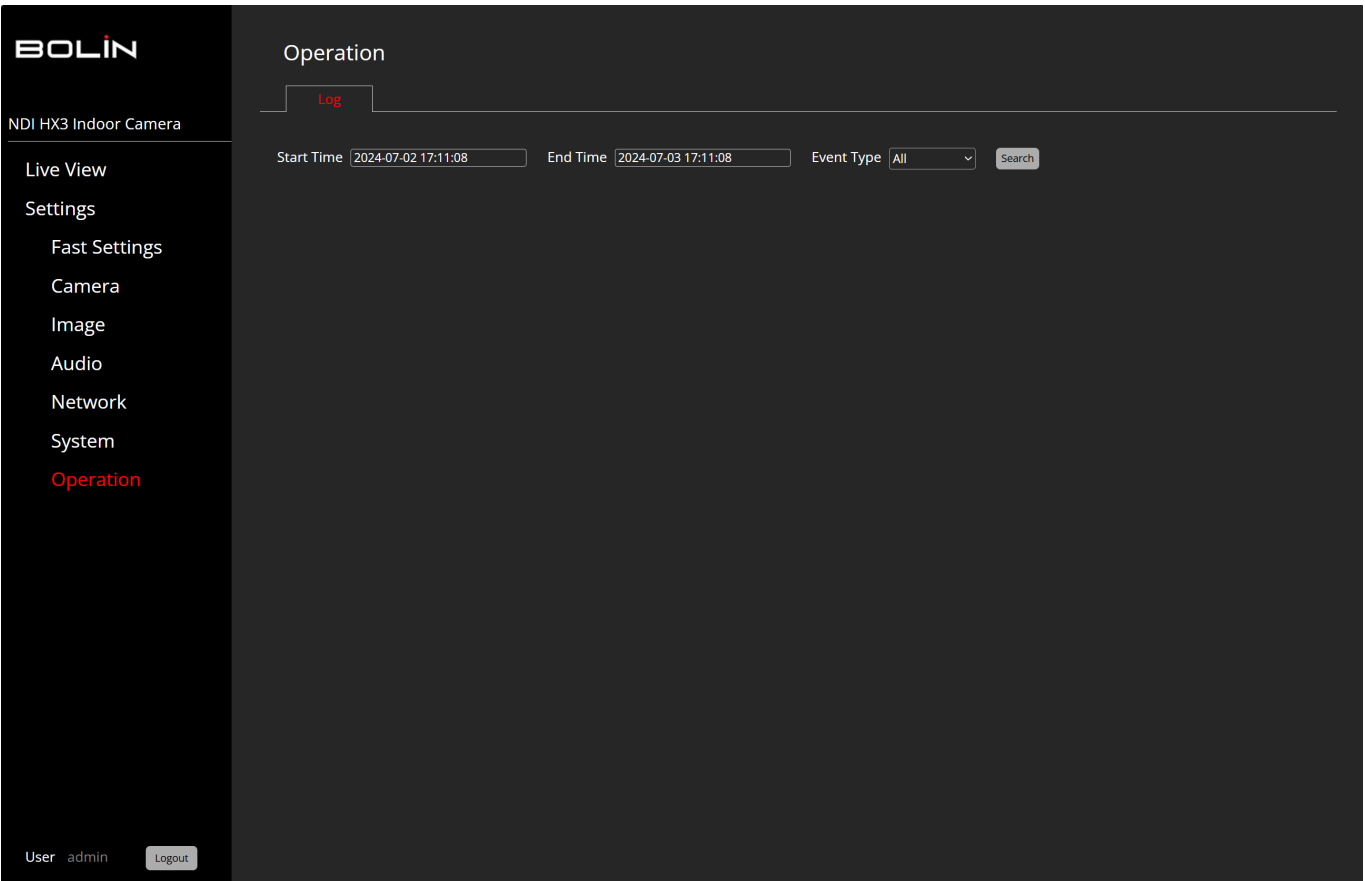 BOLIN
NDI HX3 Indoor Camera
Live View
Settings
Fast Settings
Camera
Image
Audio
Network
System
Operation
User admin Logout
Operation
Log
Start Time 2024-07-02 17:11:08 End Time 2024-07-03 17:11:08 Event Type All Search